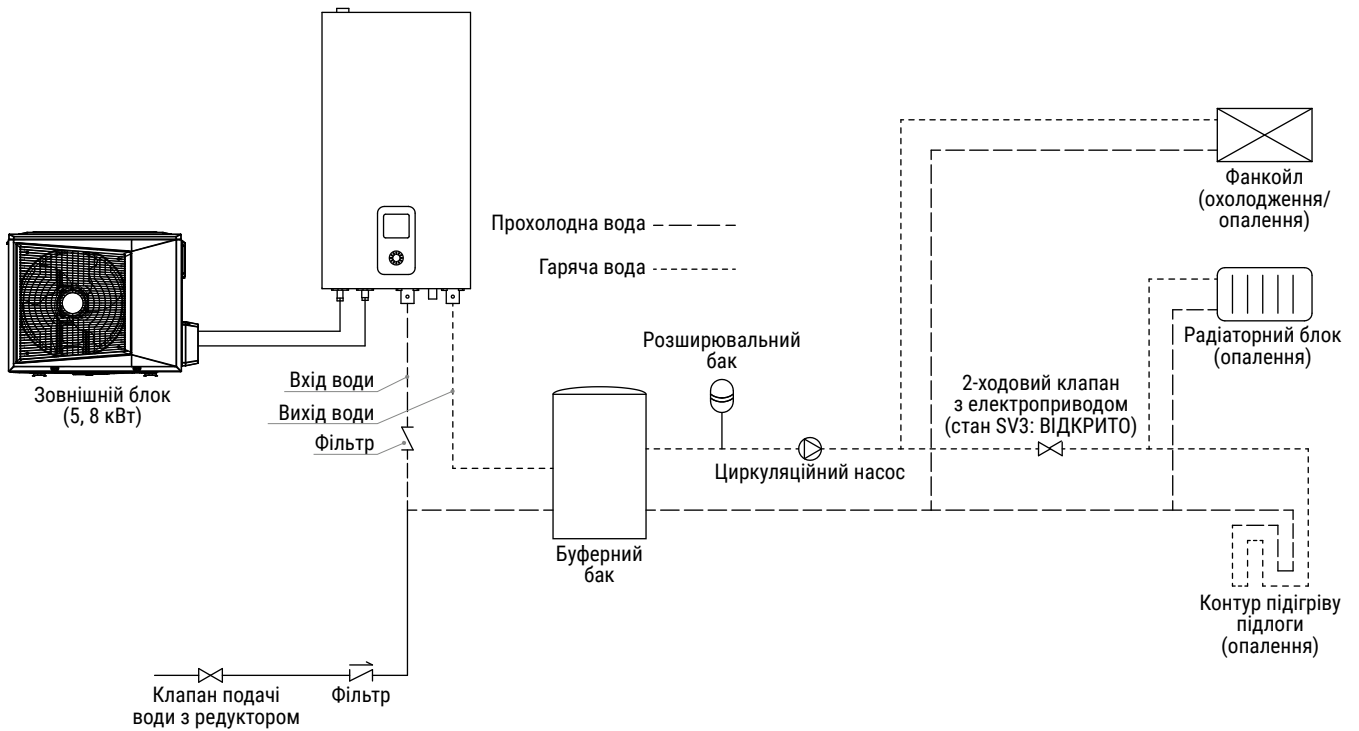 Фанкойл
(охолодження/
опалення)
Прохолодна вода
Гаряча вода
Радіаторний блок
(опалення)
Розширювальний
бак
Зовнішній блок
(5, 8 кВт)
Вхід води
Вихід води
Фільтр
2-ходовий клапан
з електроприводом
(стан SV3: ВІДКРИТО)
Циркуляційний насос
Буферний
бак
Контур підігріву
підлоги
(опалення)
Клапан подачі
води з редуктором
Фільтр